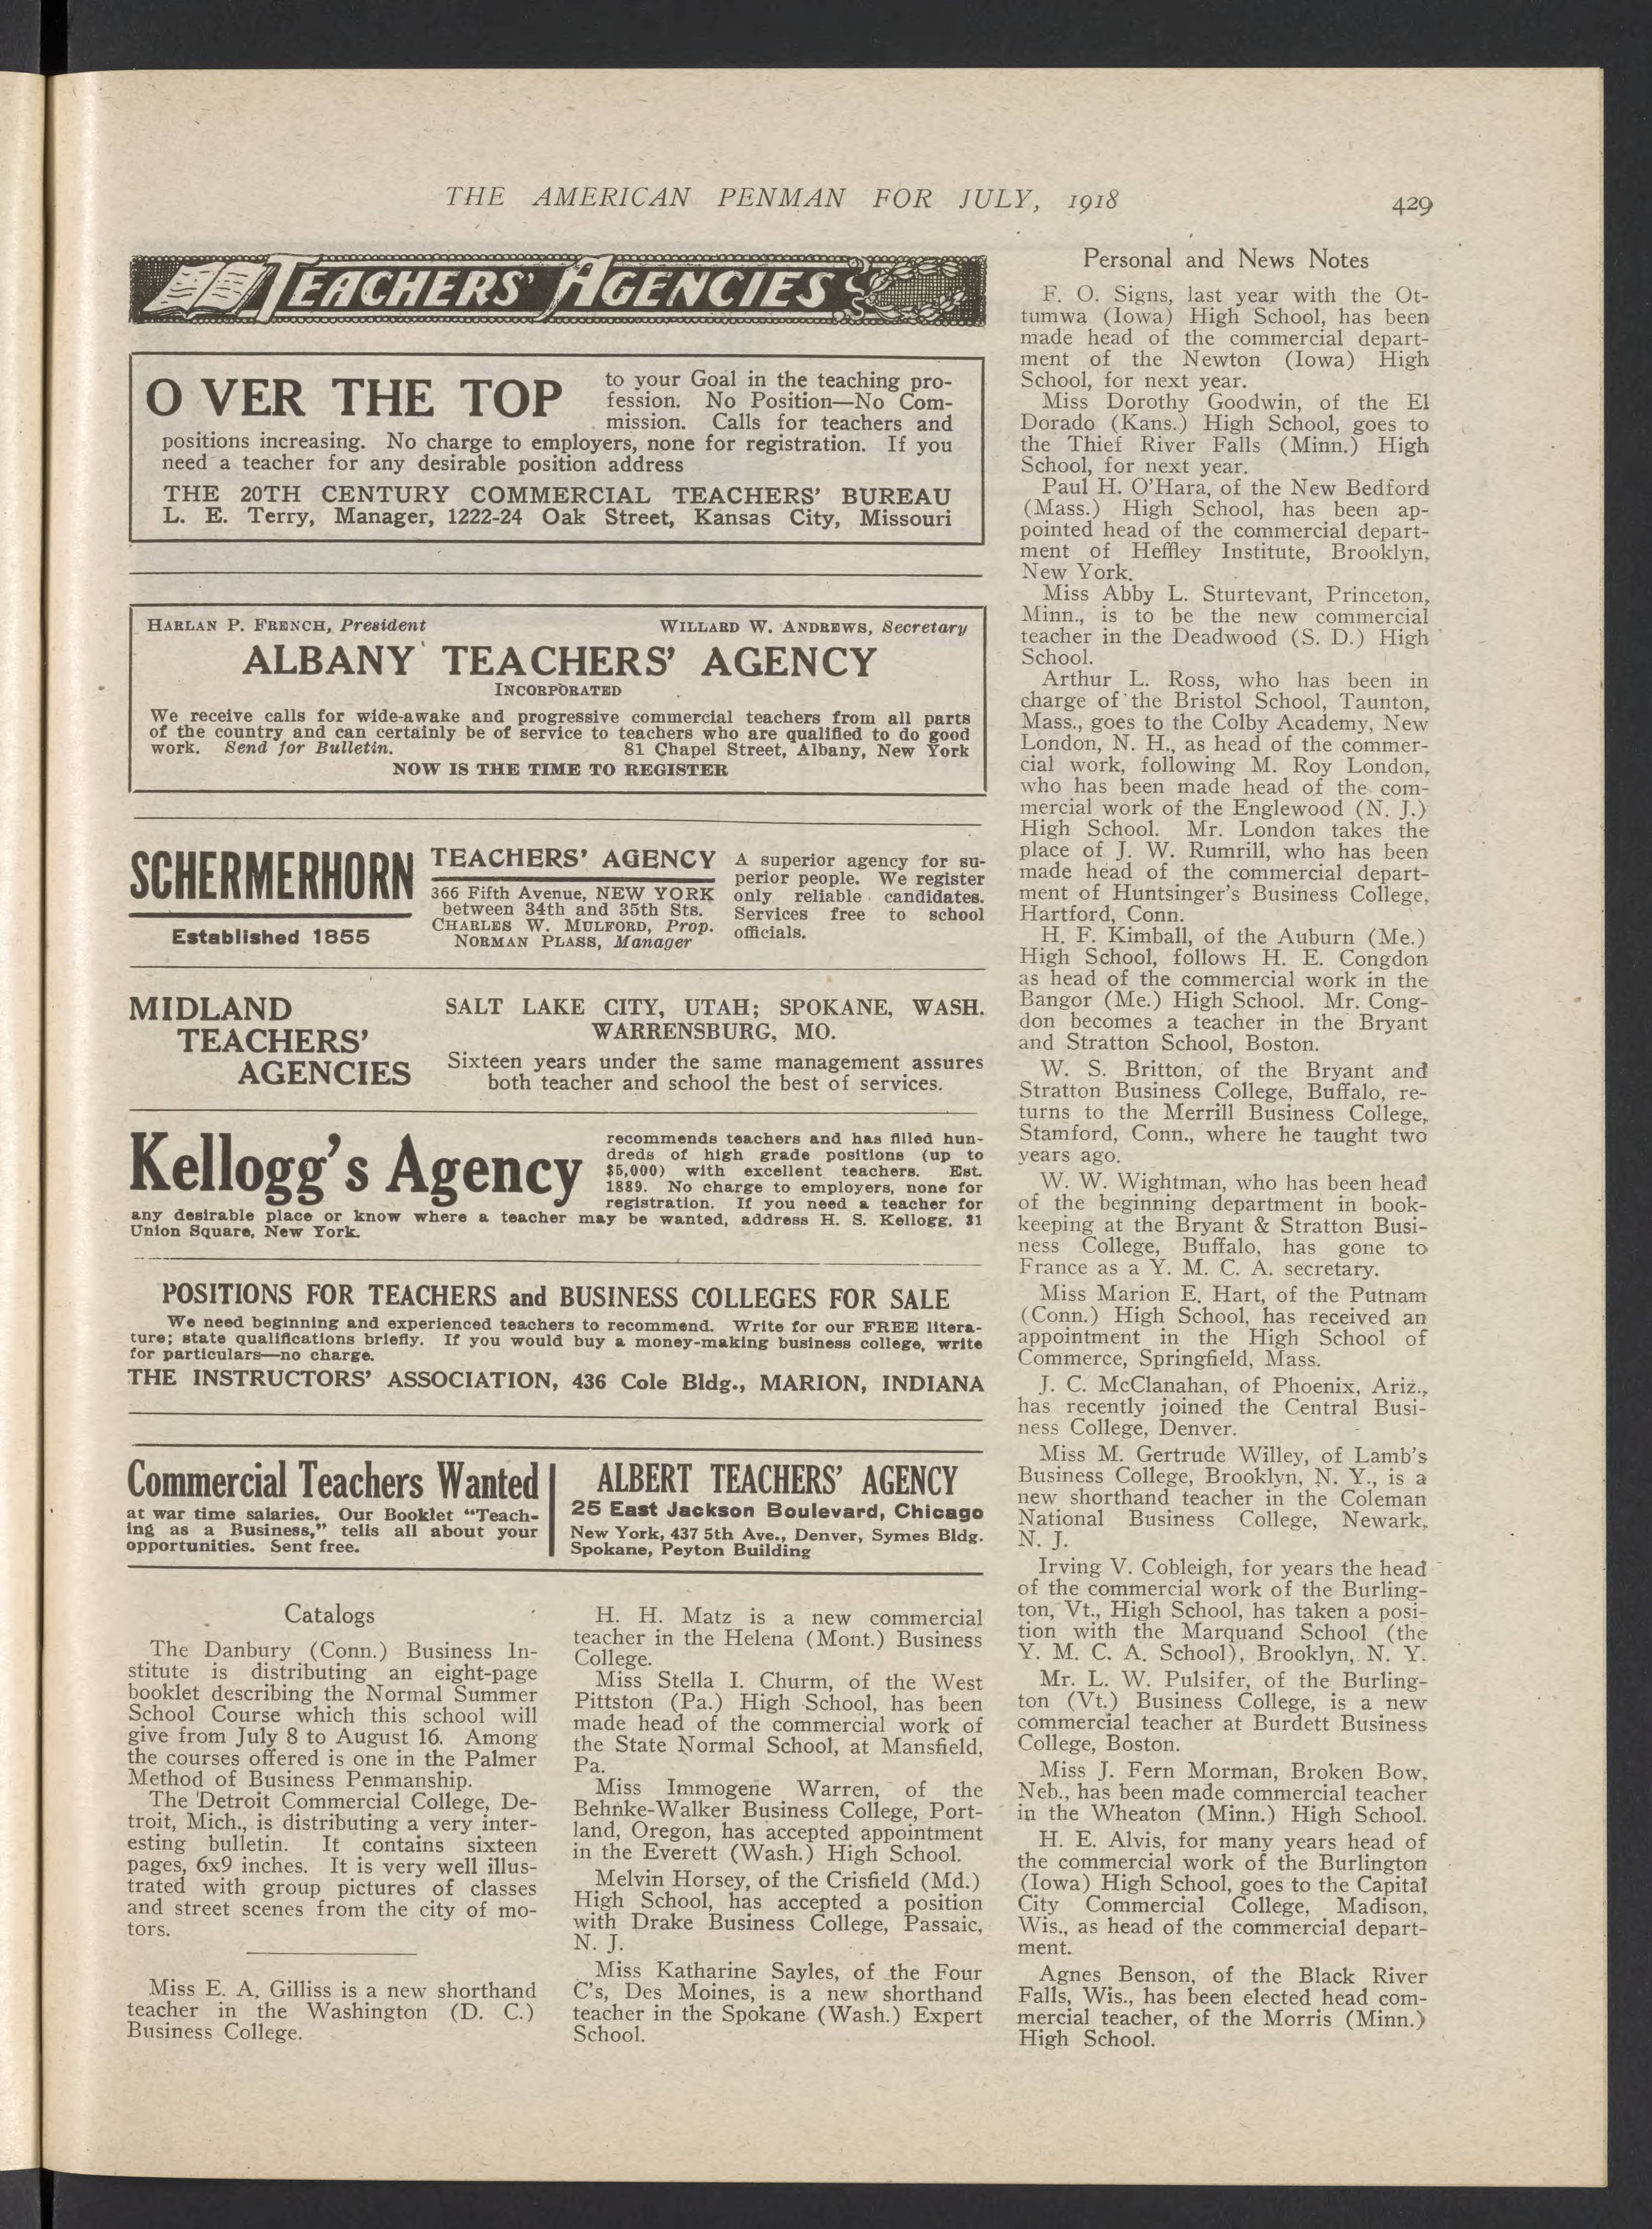 THE AMERICAN PENMAN FOR JULY, 1918
429
TEACHERS' AGENCIES
O VER THE TOP
to your Goal in the teaching pro-
fession. No Position—No Com-
mission. Calls for teachers and
positions increasing. No charge to employers, none for registration. If you
need a teacher for any desirable position address
THE 20TH CENTURY COMMERCIAL TEACHERS' BUREAU
L. E. Terry, Manager, 1222-24 Oak Street, Kansas City, Missouri
HARLAN P. FRENCH, President
WILLARD W. ANDREWS, Secretary
ALBANY TEACHERS' AGENCY
INCORPORATED
We receive calls for wide-awake and progressive commercial teachers from all parts
of the country and can certainly be of service to teachers who are qualified to do good
work. Send for Bulletin. 81 Chapel Street, Albany, New York
NOW IS THE TIME TO REGISTER
SCHERMERHORN
Established 1855
TEACHERS' AGENCY
366 Fifth Avenue, NEW YORK
between 34th and 35th Sts.
CHARLES W. MULFORD, Prop.
NORMAN PLASS, Manager
A superior agency for su-
perior people. We register
only reliable candidates.
Services free to school
officials.
MIDLAND
TEACHERS'
AGENCIES
SALT LAKE CITY, UTAH; SPOKANE, WASH.
WARRENSBURG, MO.
Sixteen years under the same management assures
both teacher and school the best of services.
Kellogg's Agency
recommends teachers and has filled hun-
dreds of high grade positions (up to
$5,000) with excellent teachers. Est.
1889. No charge to employers, none for
registration. If you need a teacher for
any desirable place or know where a teacher may be wanted, address H. S. Kellogg, 31
Union Square, New York.
POSITIONS FOR TEACHERS and BUSINESS COLLEGES FOR SALE
We need beginning and experienced teachers to recommend. Write for our FREE litera-
ture; state qualifications briefly. If you would buy a money-making business college, write
for particulars—no charge.
THE INSTRUCTORS' ASSOCIATION, 436 Cole Bldg., MARION, INDIANA
Commercial Teachers Wanted
at war time salaries. Our Booklet "Teach-
ing as a Business," tells all about your
opportunities. Sent free.
ALBERT TEACHERS' AGENCY
25 East Jackson Boulevard, Chicago
New York, 437 5th Ave., Denver, Symes Bldg.
Spokane, Peyton Building
Catalogs
The Danbury (Conn.) Business In-
stitute is distributing an eight-page
booklet describing the Normal Summer
School Course which this school will
give from July 8 to August 16. Among
the courses offered is one in the Palmer
Method of Business Penmanship.
The Detroit Commercial College, De-
troit, Mich., is distributing a very inter-
esting bulletin. It contains sixteen
pages, 6x9 inches. It is very well illus-
trated with group pictures of classes
and street scenes from the city of mo-
tors.
Miss E. A. Gilliss is a new shorthand
teacher in the Washington (D. C.)
Business College.
H. H. Matz is a new commercial
teacher in the Helena (Mont.) Business
College.
Miss Stella I. Churm, of the West
Pittston (Pa.) High School, has been
made head of the commercial work of
the State Normal School, at Mansfield,
Pa.
Miss Immogene Warren, of the
Behnke-Walker Business College, Port-
land, Oregon, has accepted appointment
in the Everett (Wash.) High School.
Melvin Horsey, of the Crisfield (Md.)
High School, has accepted a position
with Drake Business College, Passaic,
N. J.
Miss Katharine Sayles, of the Four
C's, Des Moines, is a new shorthand
teacher in the Spokane (Wash.) Expert
School.
Personal and News Notes
F. O. Signs, last year with the Ot-
tumwa (Iowa) High School, has been
made head of the commercial depart-
ment of the Newton (Iowa) High
School, for next year.
Miss Dorothy Goodwin, of the El
Dorado (Kans.) High School, goes to
the Thief River Falls (Minn.) High
School, for next year.
Paul H. O'Hara, of the New Bedford
(Mass.) High School, has been ap-
pointed head of the commercial depart-
ment of Heffley Institute, Brooklyn,
New York.
Miss Abby L. Sturtevant, Princeton,
Minn., is to be the new commercial
teacher in the Deadwood (S. D.) High
School.
Arthur L. Ross, who has been in
charge of the Bristol School, Taunton,
Mass., goes to the Colby Academy, New
London, N. H., as head of the commer-
cial work, following M. Roy London,
who has been made head of the com-
mercial work of the Englewood (N. J.)
High School. Mr. London takes the
place of J. W. Rumrill, who has been
made head of the commercial depart-
ment of Huntsinger's Business College,
Hartford, Conn.
H. F. Kimball, of the Auburn (Me.)
High School, follows H. E. Congdon
as head of the commercial work in the
Bangor (Me.) High School. Mr. Cong-
don becomes a teacher in the Bryant
and Stratton School, Boston.
W. S. Britton, of the Bryant and
Stratton Business College, Buffalo, re-
turns to the Merrill Business College,
Stamford, Conn., where he taught two
years ago.
W. W. Wightman, who has been head
of the beginning department in book-
keeping at the Bryant & Stratton Busi-
ness College, Buffalo, has gone to
France as a Y. M. C. A. secretary.
Miss Marion E. Hart, of the Putnam
(Conn.) High School, has received an
appointment in the High School of
Commerce, Springfield, Mass.
J. C. McClanahan, of Phoenix, Ariz.,
has recently joined the Central Busi-
ness College, Denver.
Miss M. Gertrude Willey, of Lamb's
Business College, Brooklyn, N. Y., is a
new shorthand teacher in the Coleman
National Business College, Newark,
N. J.
Irving V. Cobleigh, for years the head
of the commercial work of the Burling-
ton, Vt., High School, has taken a posi-
tion with the Marquand School (the
Y. M. C. A. School), Brooklyn, N. Y.
Mr. L. W. Pulsifer, of the Burling-
ton (Vt.) Business College, is a new
commercial teacher at Burdett Business
College, Boston.
Miss J. Fern Morman, Broken Bow,
Neb., has been made commercial teacher
in the Wheaton (Minn.) High School.
H. E. Alvis, for many years head of
the commercial work of the Burlington
(Iowa) High School, goes to the Capital
City Commercial College, Madison,
Wis., as head of the commercial depart-
ment.
Agnes Benson, of the Black River
Falls, Wis., has been elected head com-
mercial teacher, of the Morris (Minn.)
High School.